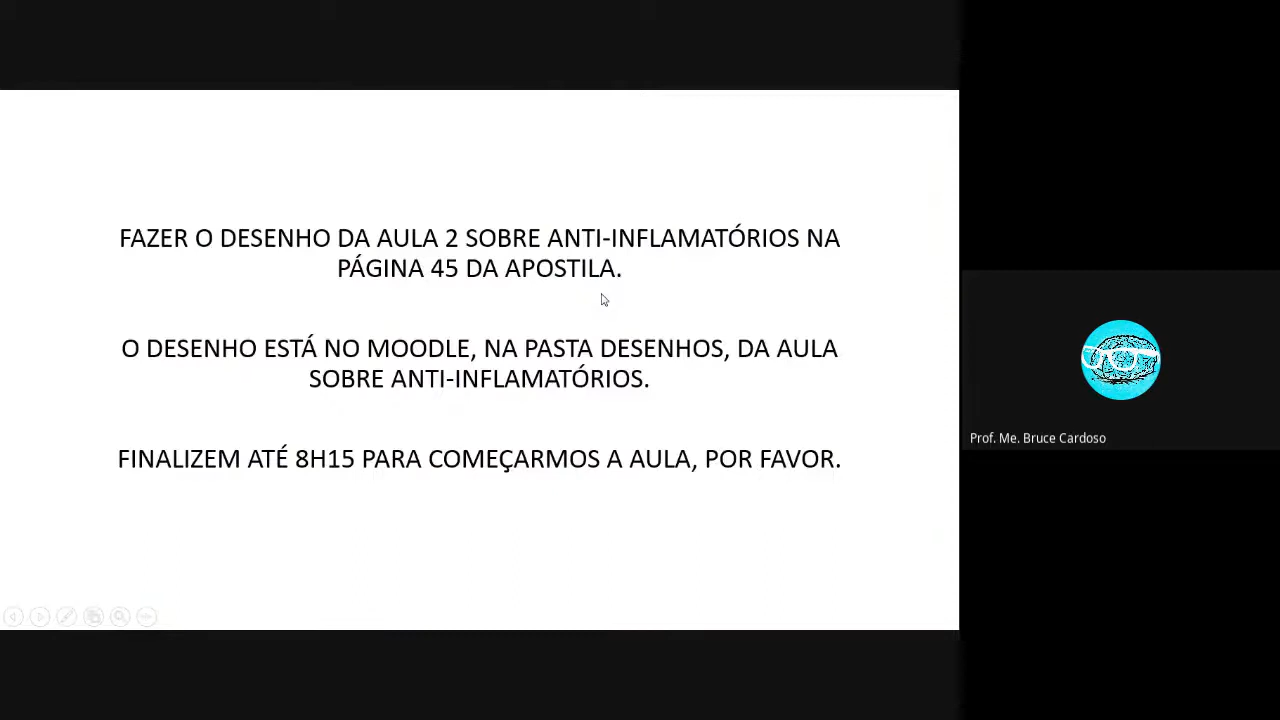 FAZER O DESENHO DA AULA 2 SOBRE ANTI-INFLAMATÓRIOS NA
PÁGINA 45 DA APOSTILA.
O DESENHO ESTÁ NO MOODLE, NA PASTA DESENHOS, DA AULA
SOBRE ANTI-INFLAMATÓRIOS.
FINALIZEM ATÉ 8H15 PARA COMEÇARMOS A AULA, POR FAVOR.
Prof. Me. Bruce Cardoso